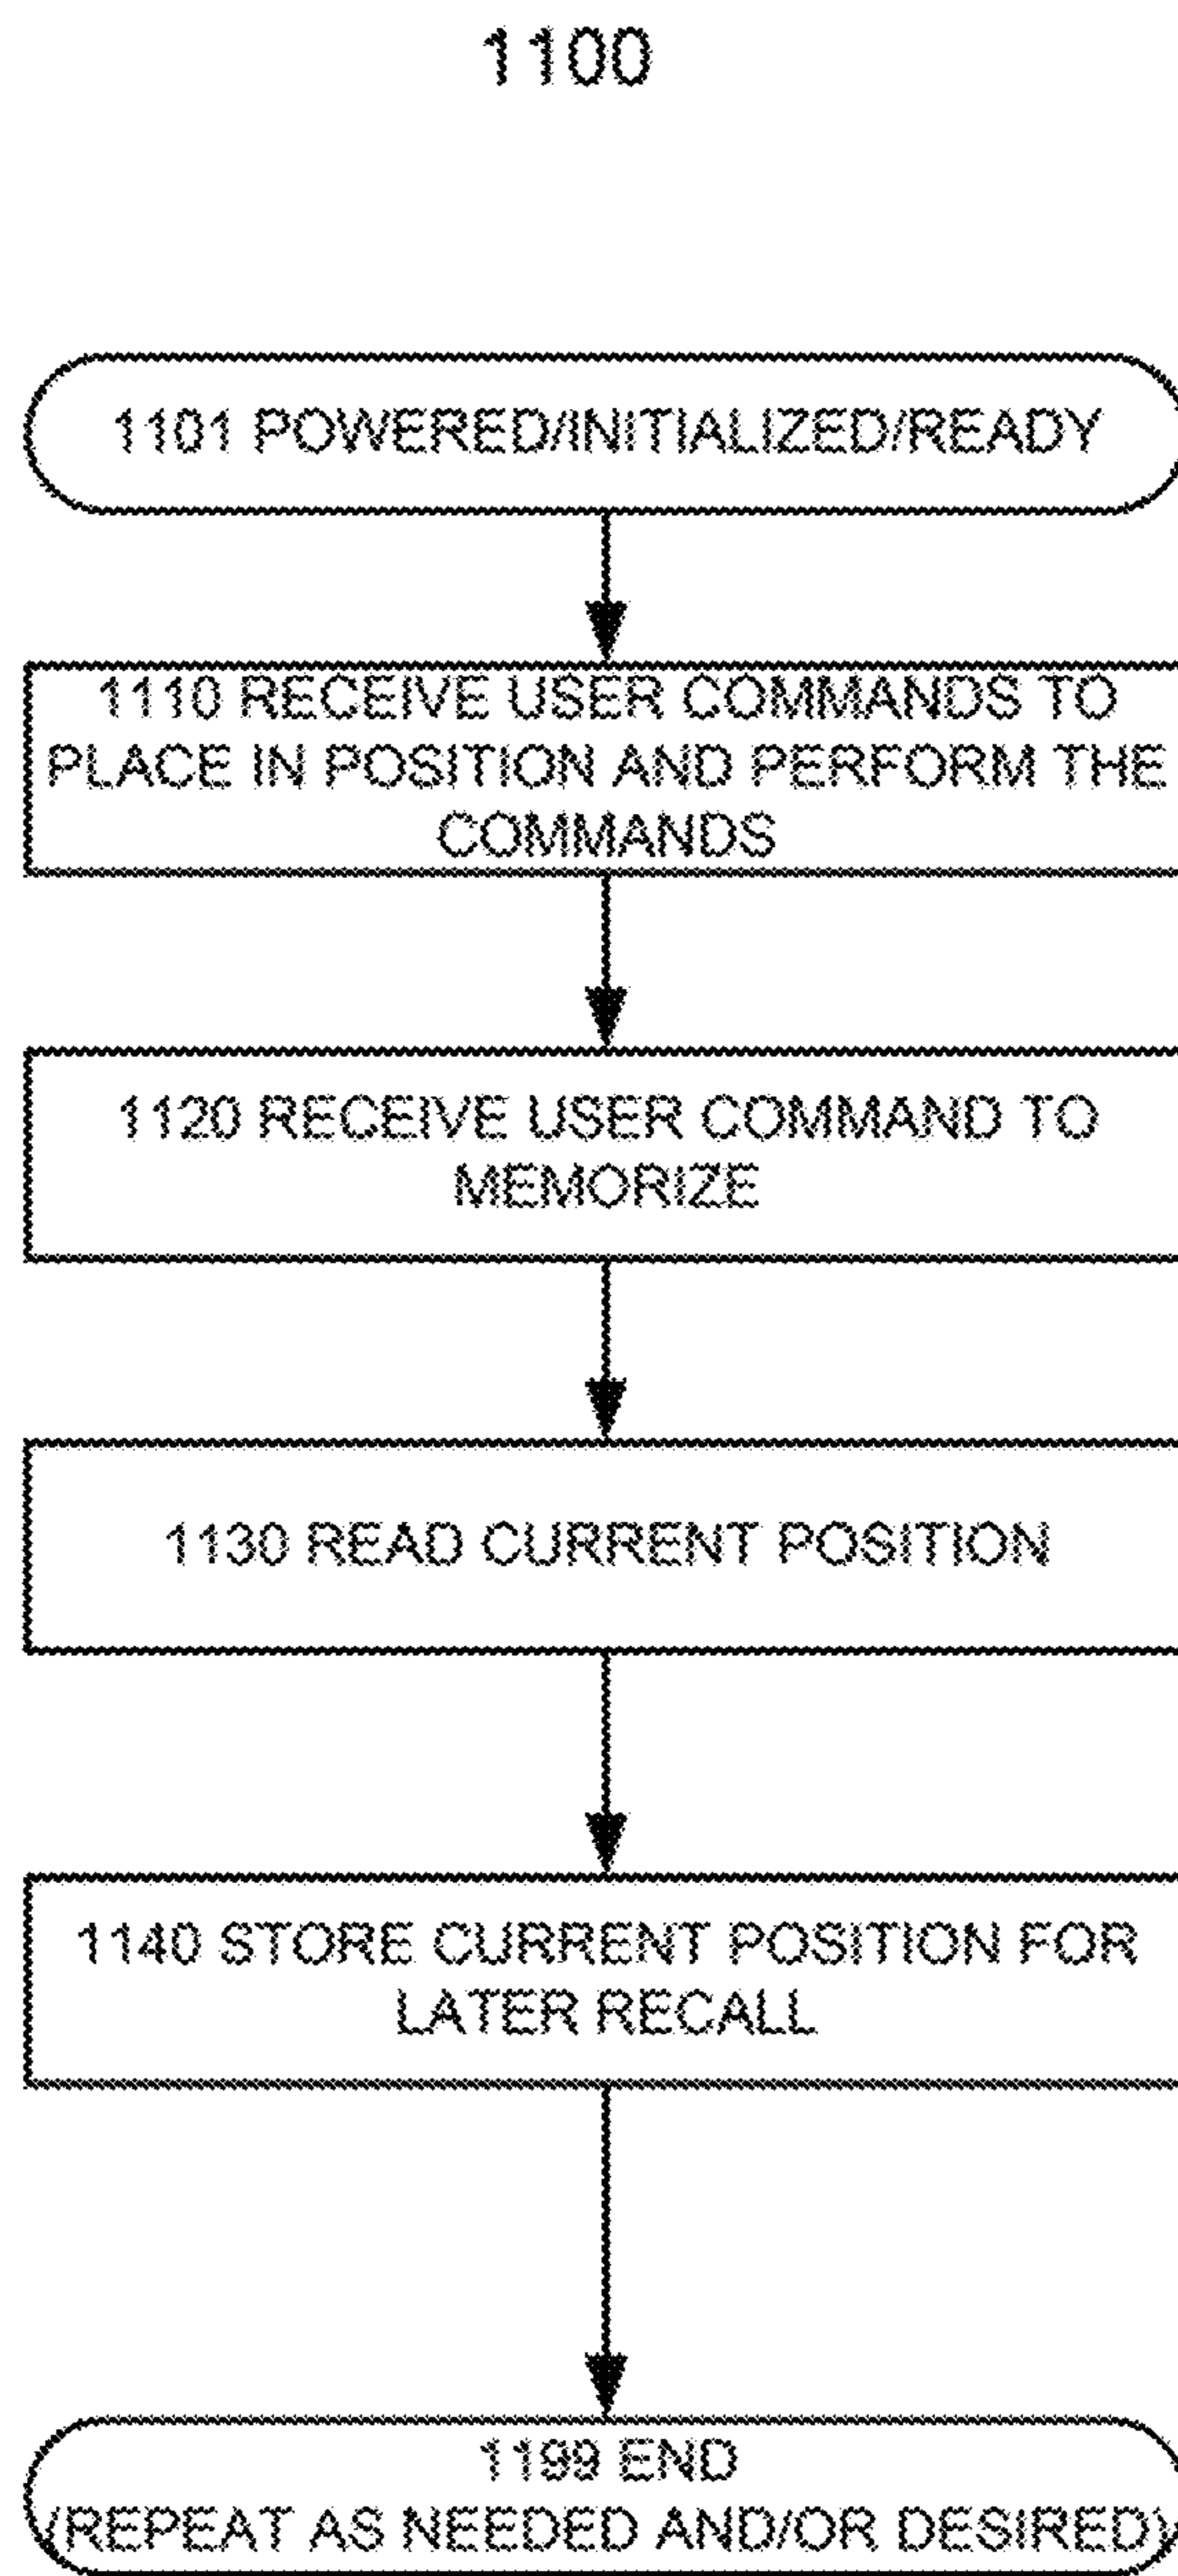 1100
1101 POWERED/INITIALIZED/READY
1110 RECEIVE USER COMMANDS TO
PLACE IN POSITION AND PERFORM THE
COMMANDS
1120 RECEIVE USER COMMAND TO
MEMORIZE
1130 READ CURRENT POSITION
1140 STORE CURRENT POSITION FOR
LATER RECALL
1199 END
(REPEAT AS NEEDED AND/OR DESIRED)